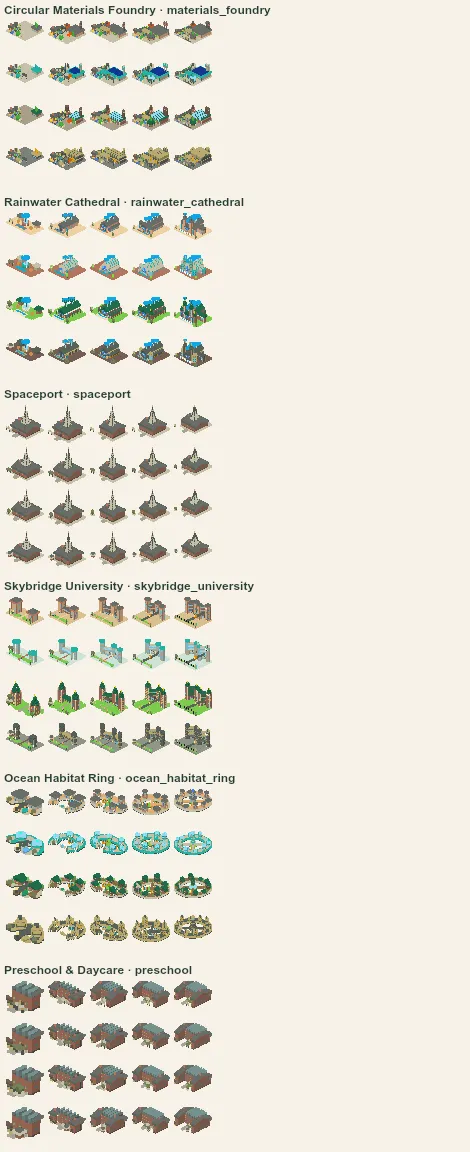 Circular Materials Foundry · materials_foundry
Rainwater Cathedral · rainwater_cathedral
Spaceport · spaceport
Skybridge University · skybridge_university
Ocean Habitat Ring · ocean_habitat_ring
Preschool & Daycare · preschool